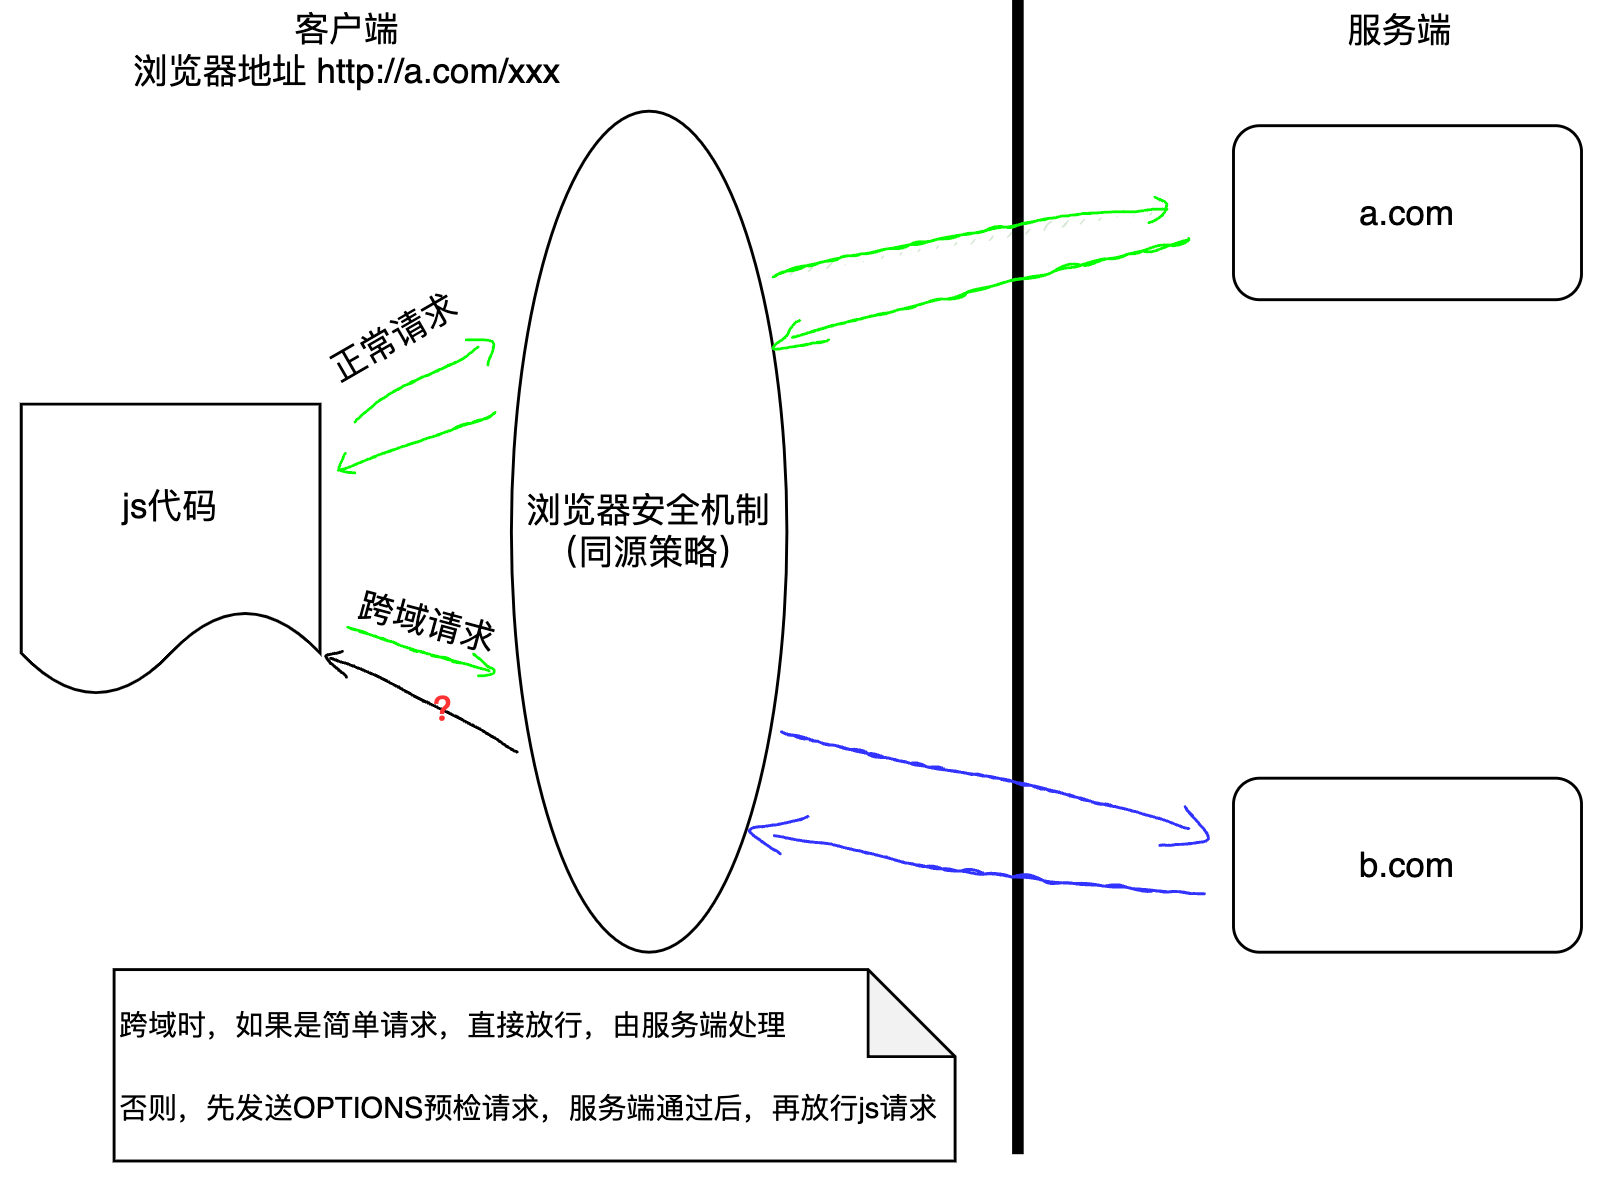 客户端
浏览器地址 http://a.com/xxx
服务端
a.com
正常请求
js代码
浏览器安全机制
（同源策略）
跨域请求
?
b.com
跨域时，如果是简单请求，直接放行，由服务端处理
否则，先发送OPTIONS预检请求，服务端通过后，再放行js请求